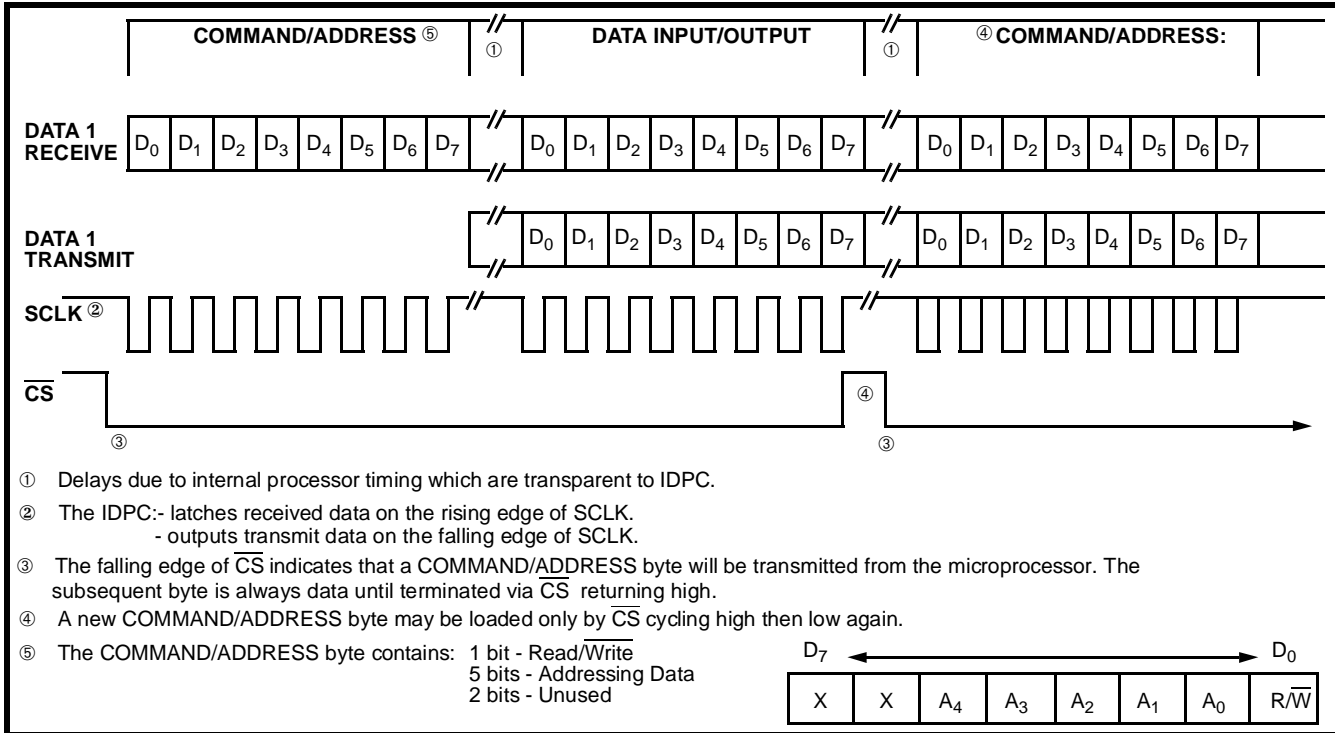 COMMAND/ADDRESS ⑤ ① DATA INPUT/OUTPUT ① ④ COMMAND/ADDRESS:
DATA 1
RECEIVE
D₀ D₁ D₂ D₃ D₄ D₅ D₆ D₇ D₀ D₁ D₂ D₃ D₄ D₅ D₆ D₇ D₀ D₁ D₂ D₃ D₄ D₅ D₆ D₇
DATA 1
TRANSMIT
D₀ D₁ D₂ D₃ D₄ D₅ D₆ D₇ D₀ D₁ D₂ D₃ D₄ D₅ D₆ D₇
SCLK ②
C̅S̅ ④
③ ③
① Delays due to internal processor timing which are transparent to IDPC.
② The IDPC:- latches received data on the rising edge of SCLK.
- outputs transmit data on the falling edge of SCLK.
③ The falling edge of C̅S̅ indicates that a COMMAND/ADDRESS byte will be transmitted from the microprocessor. The
subsequent byte is always data until terminated via C̅S̅ returning high.
④ A new COMMAND/ADDRESS byte may be loaded only by C̅S̅ cycling high then low again.
⑤ The COMMAND/ADDRESS byte contains: 1 bit - Read/W̅r̅i̅t̅e̅
5 bits - Addressing Data
2 bits - Unused
D₇ D₀
X X A₄ A₃ A₂ A₁ A₀ R/W̅